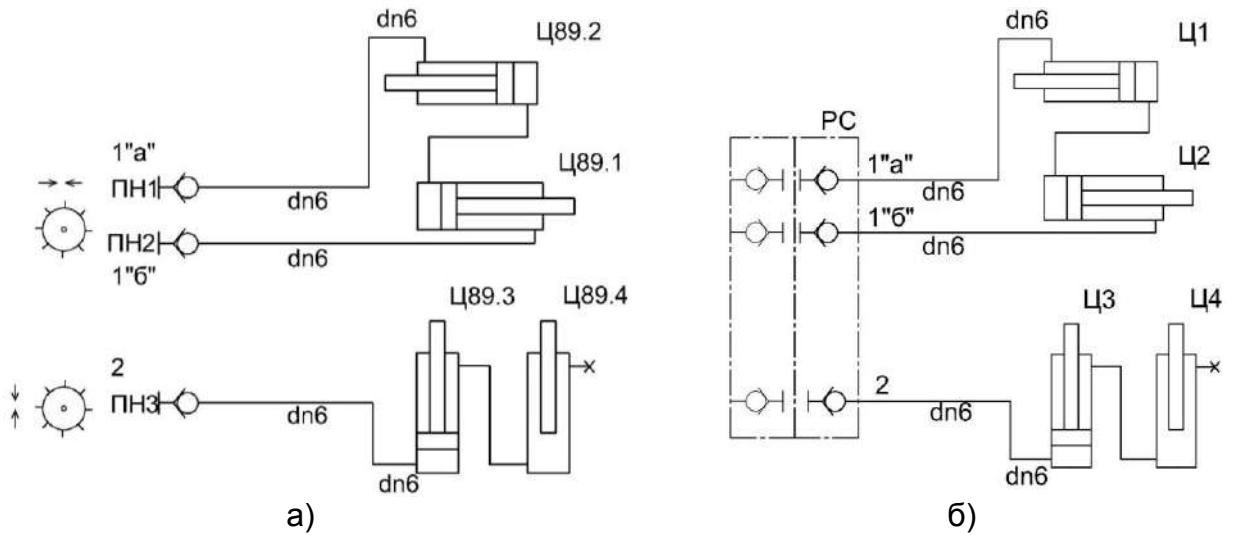 dn6
Ц89.2
1"а"
ПН1
dn6
Ц89.1
ПН2
dn6
1"б"
Ц89.3
Ц89.4
2
ПН3
dn6
dn6
а)
dn6
Ц1
РС
1"а"
dn6
Ц2
1"б"
dn6
Ц3
Ц4
2
dn6
dn6
б)